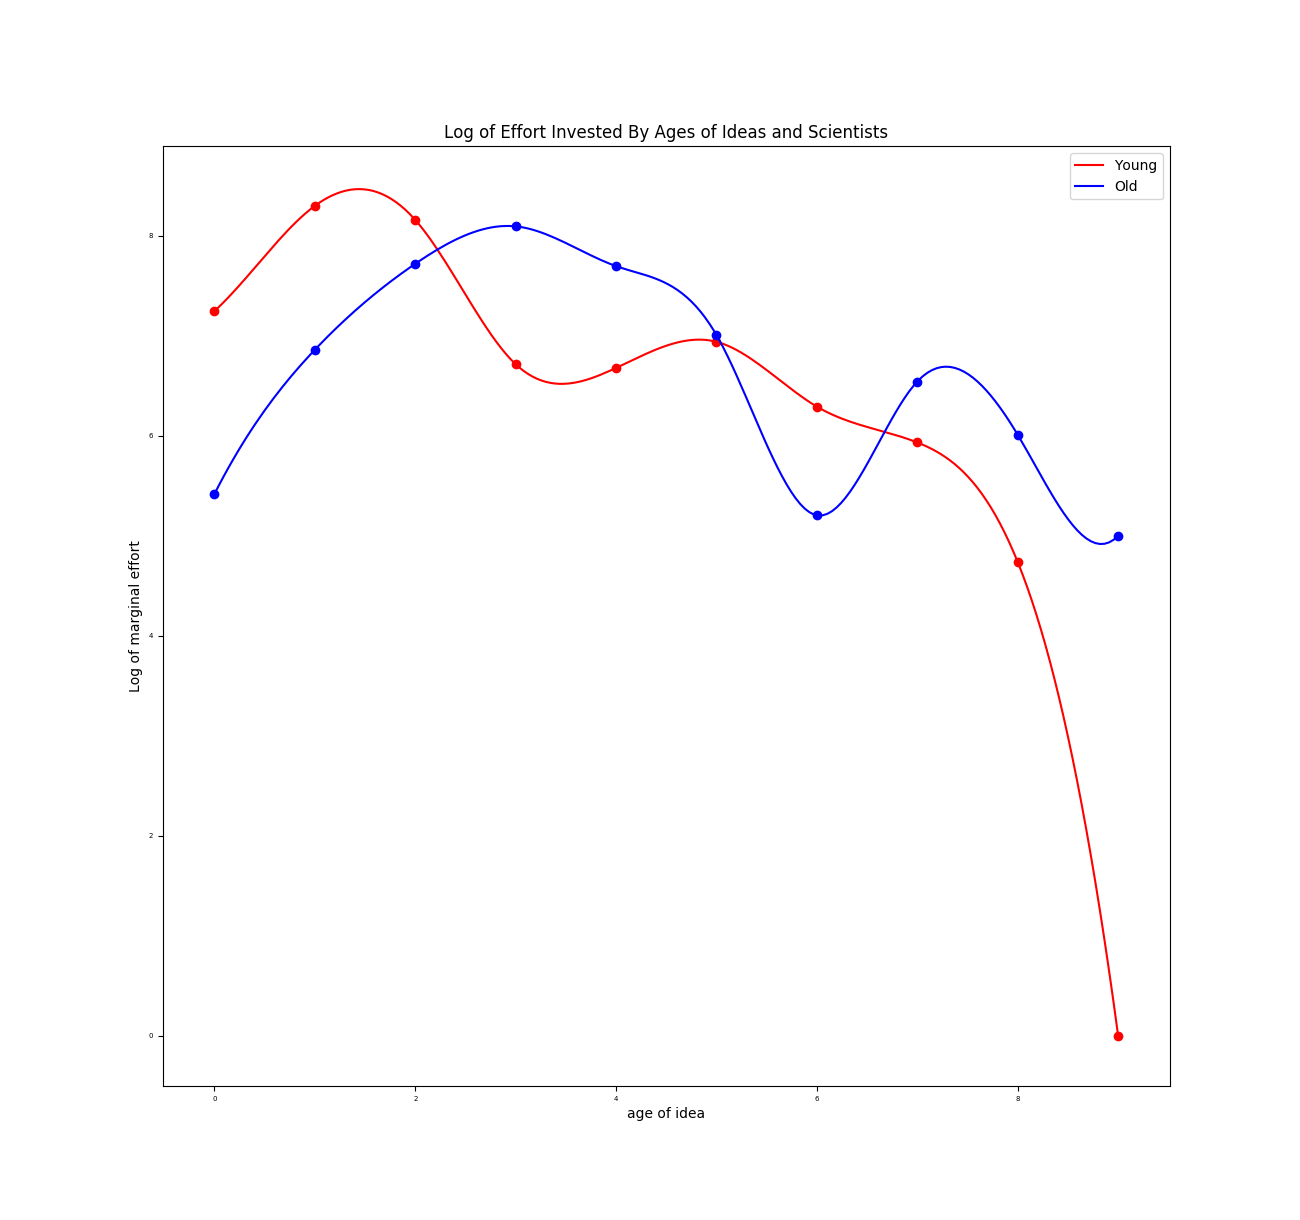 Log of Effort Invested By Ages of Ideas and Scientists
Young
Old
8
6
4
2
0
Log of marginal effort
0 2 4 6 8
age of idea